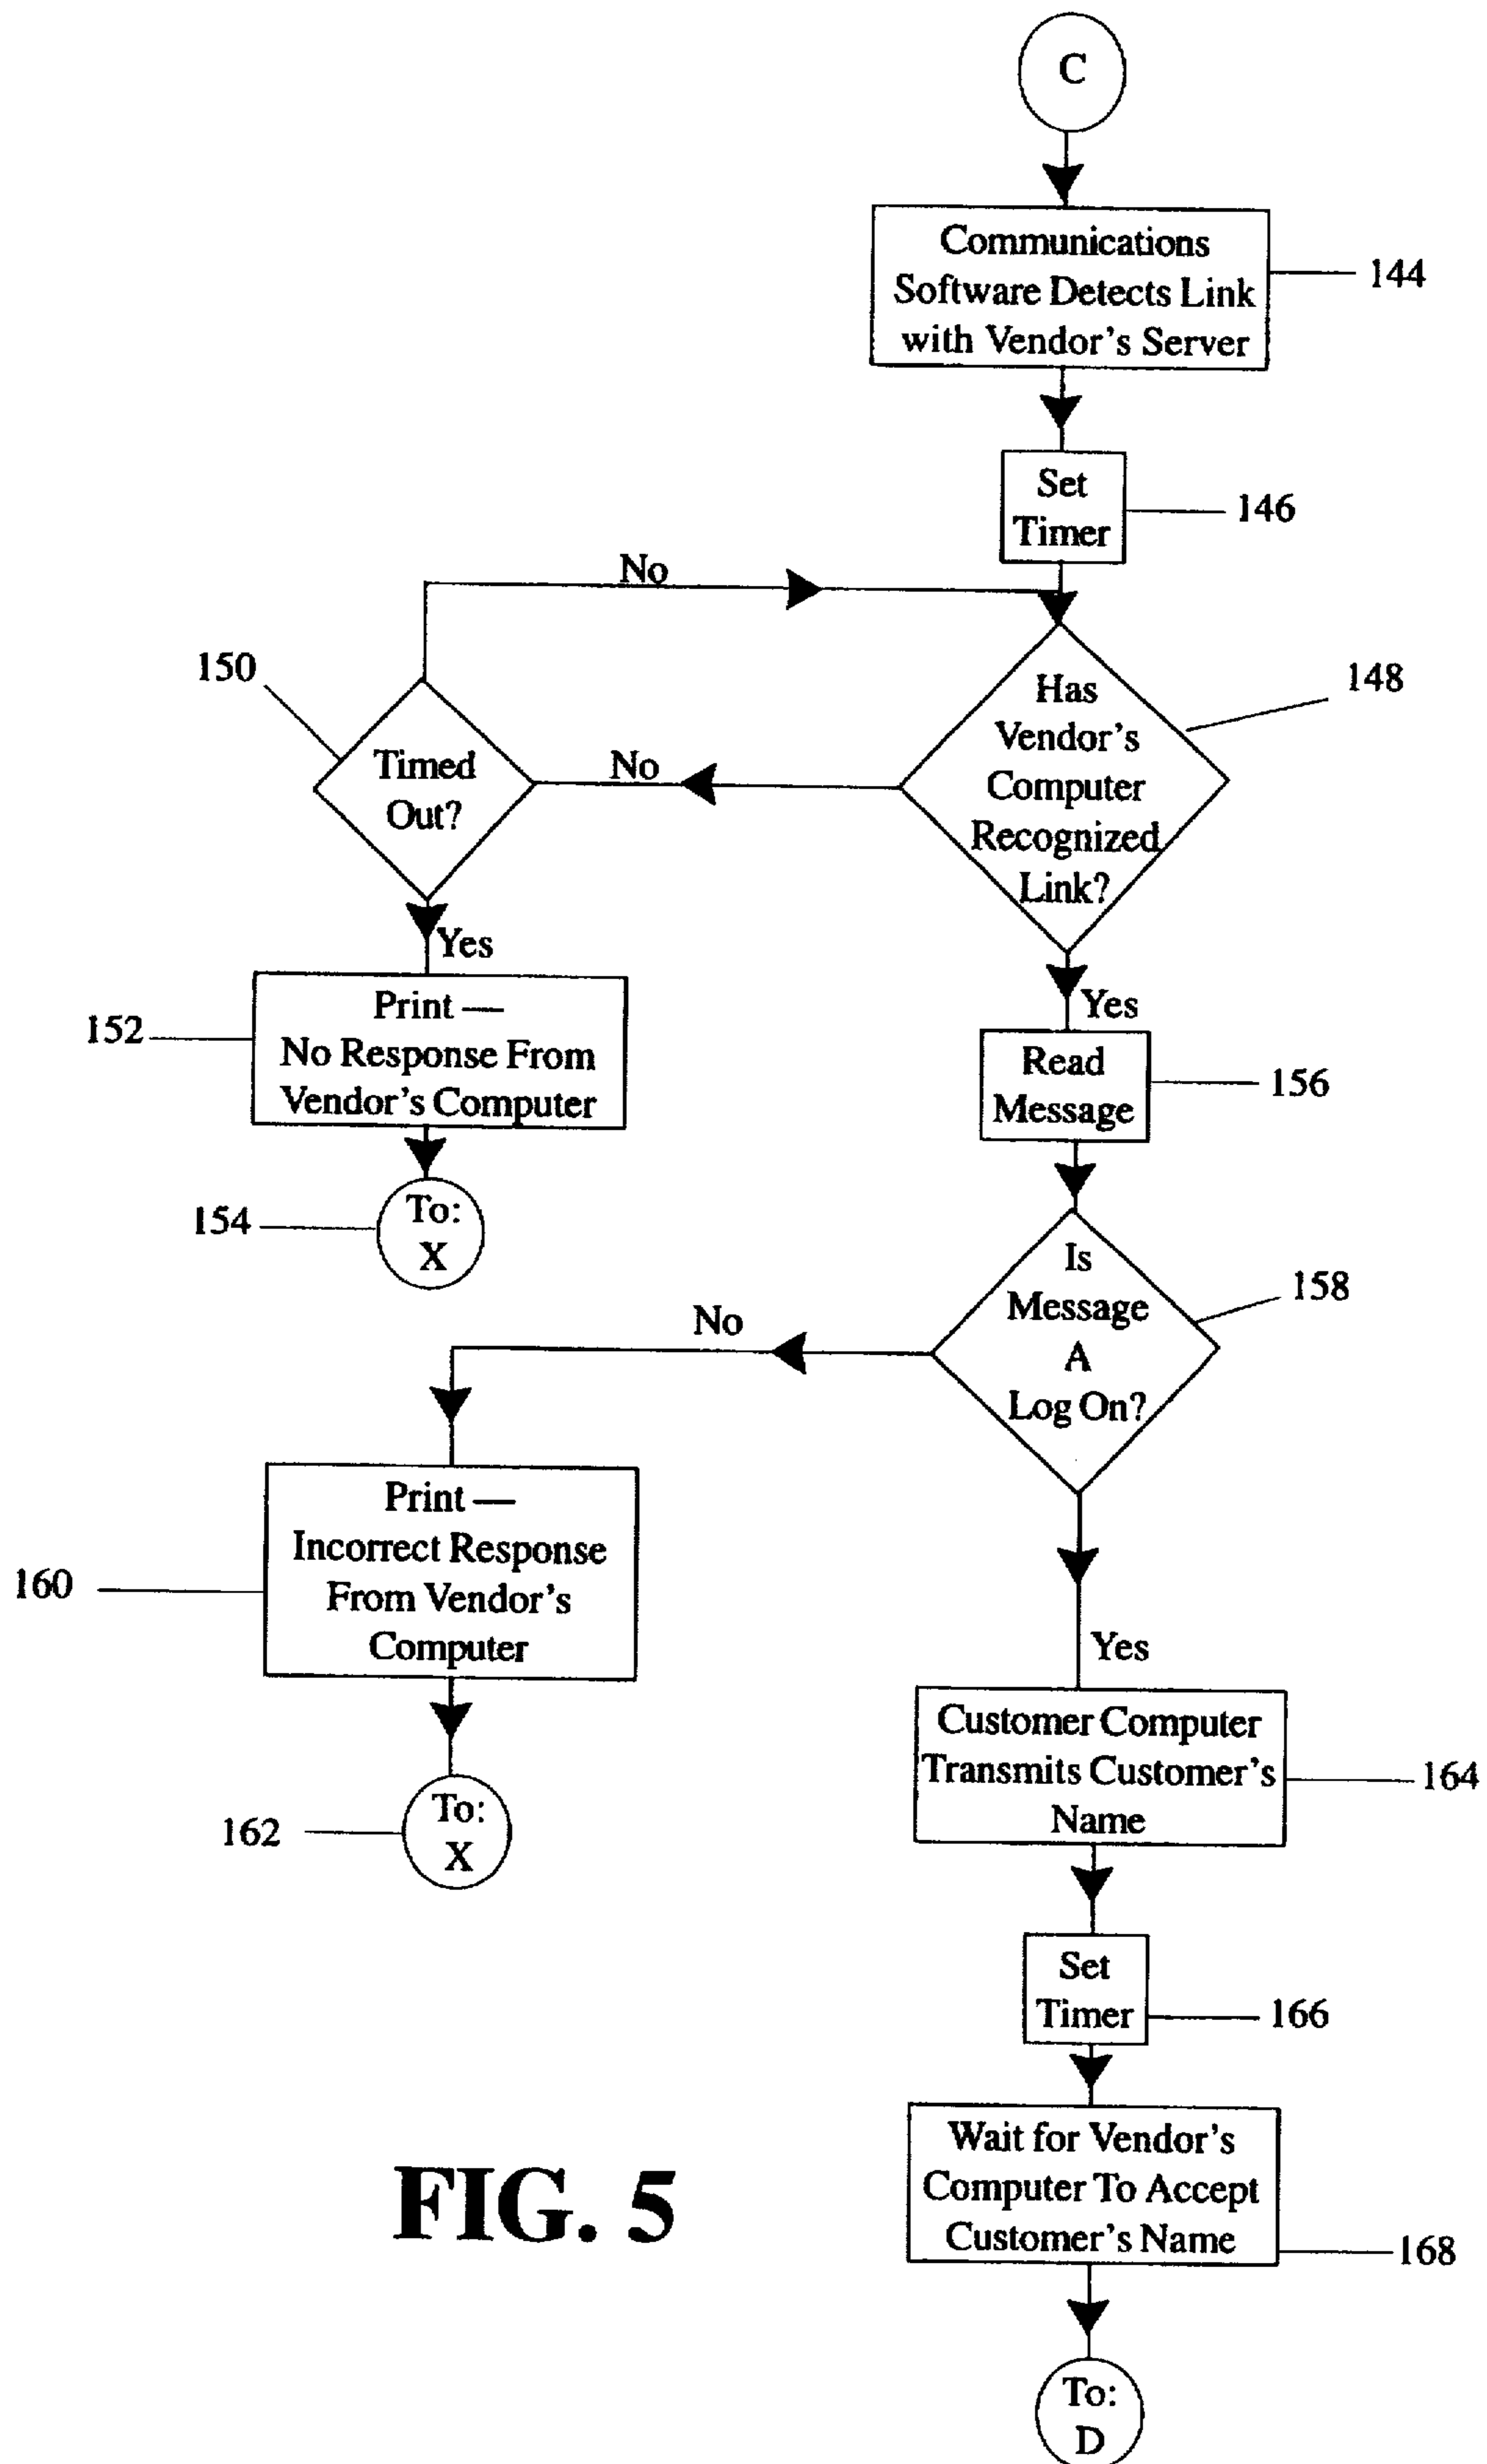 C
Communications
Software Detects Link
with Vendor's Server
144
Set
Timer
146
No
150
Timed
Out?
No
Has
Vendor's
Computer
Recognized
Link?
148
Yes
Print —
No Response From
Vendor's Computer
152
Yes
Read
Message
156
To:
X
154
Is
Message
A
Log On?
158
No
Print —
Incorrect Response
From Vendor's
Computer
160
Yes
To:
X
162
Customer Computer
Transmits Customer's
Name
164
Set
Timer
166
Wait for Vendor's
Computer To Accept
Customer's Name
168
FIG. 5
To:
D